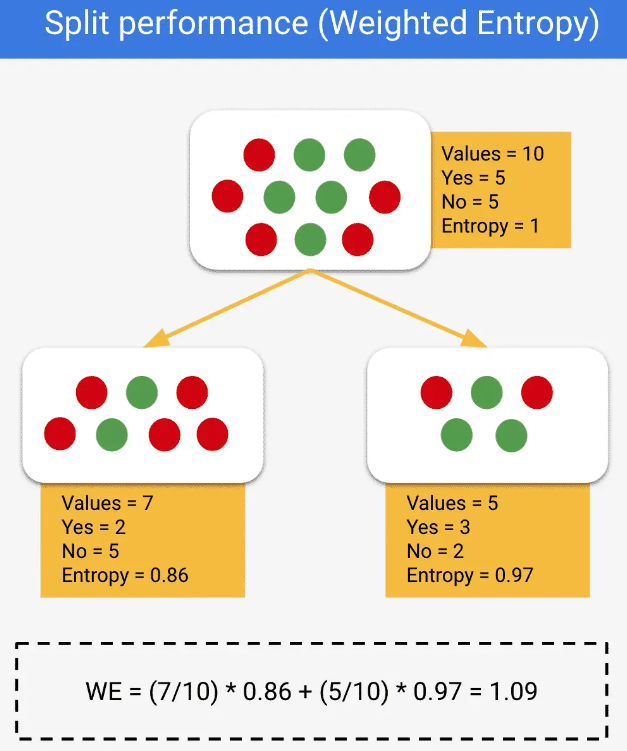 Split performance (Weighted Entropy)
Values = 10
Yes = 5
No = 5
Entropy = 1
Values = 7
Yes = 2
No = 5
Entropy = 0.86
Values = 5
Yes = 3
No = 2
Entropy = 0.97
WE = (7/10) * 0.86 + (5/10) * 0.97 = 1.09